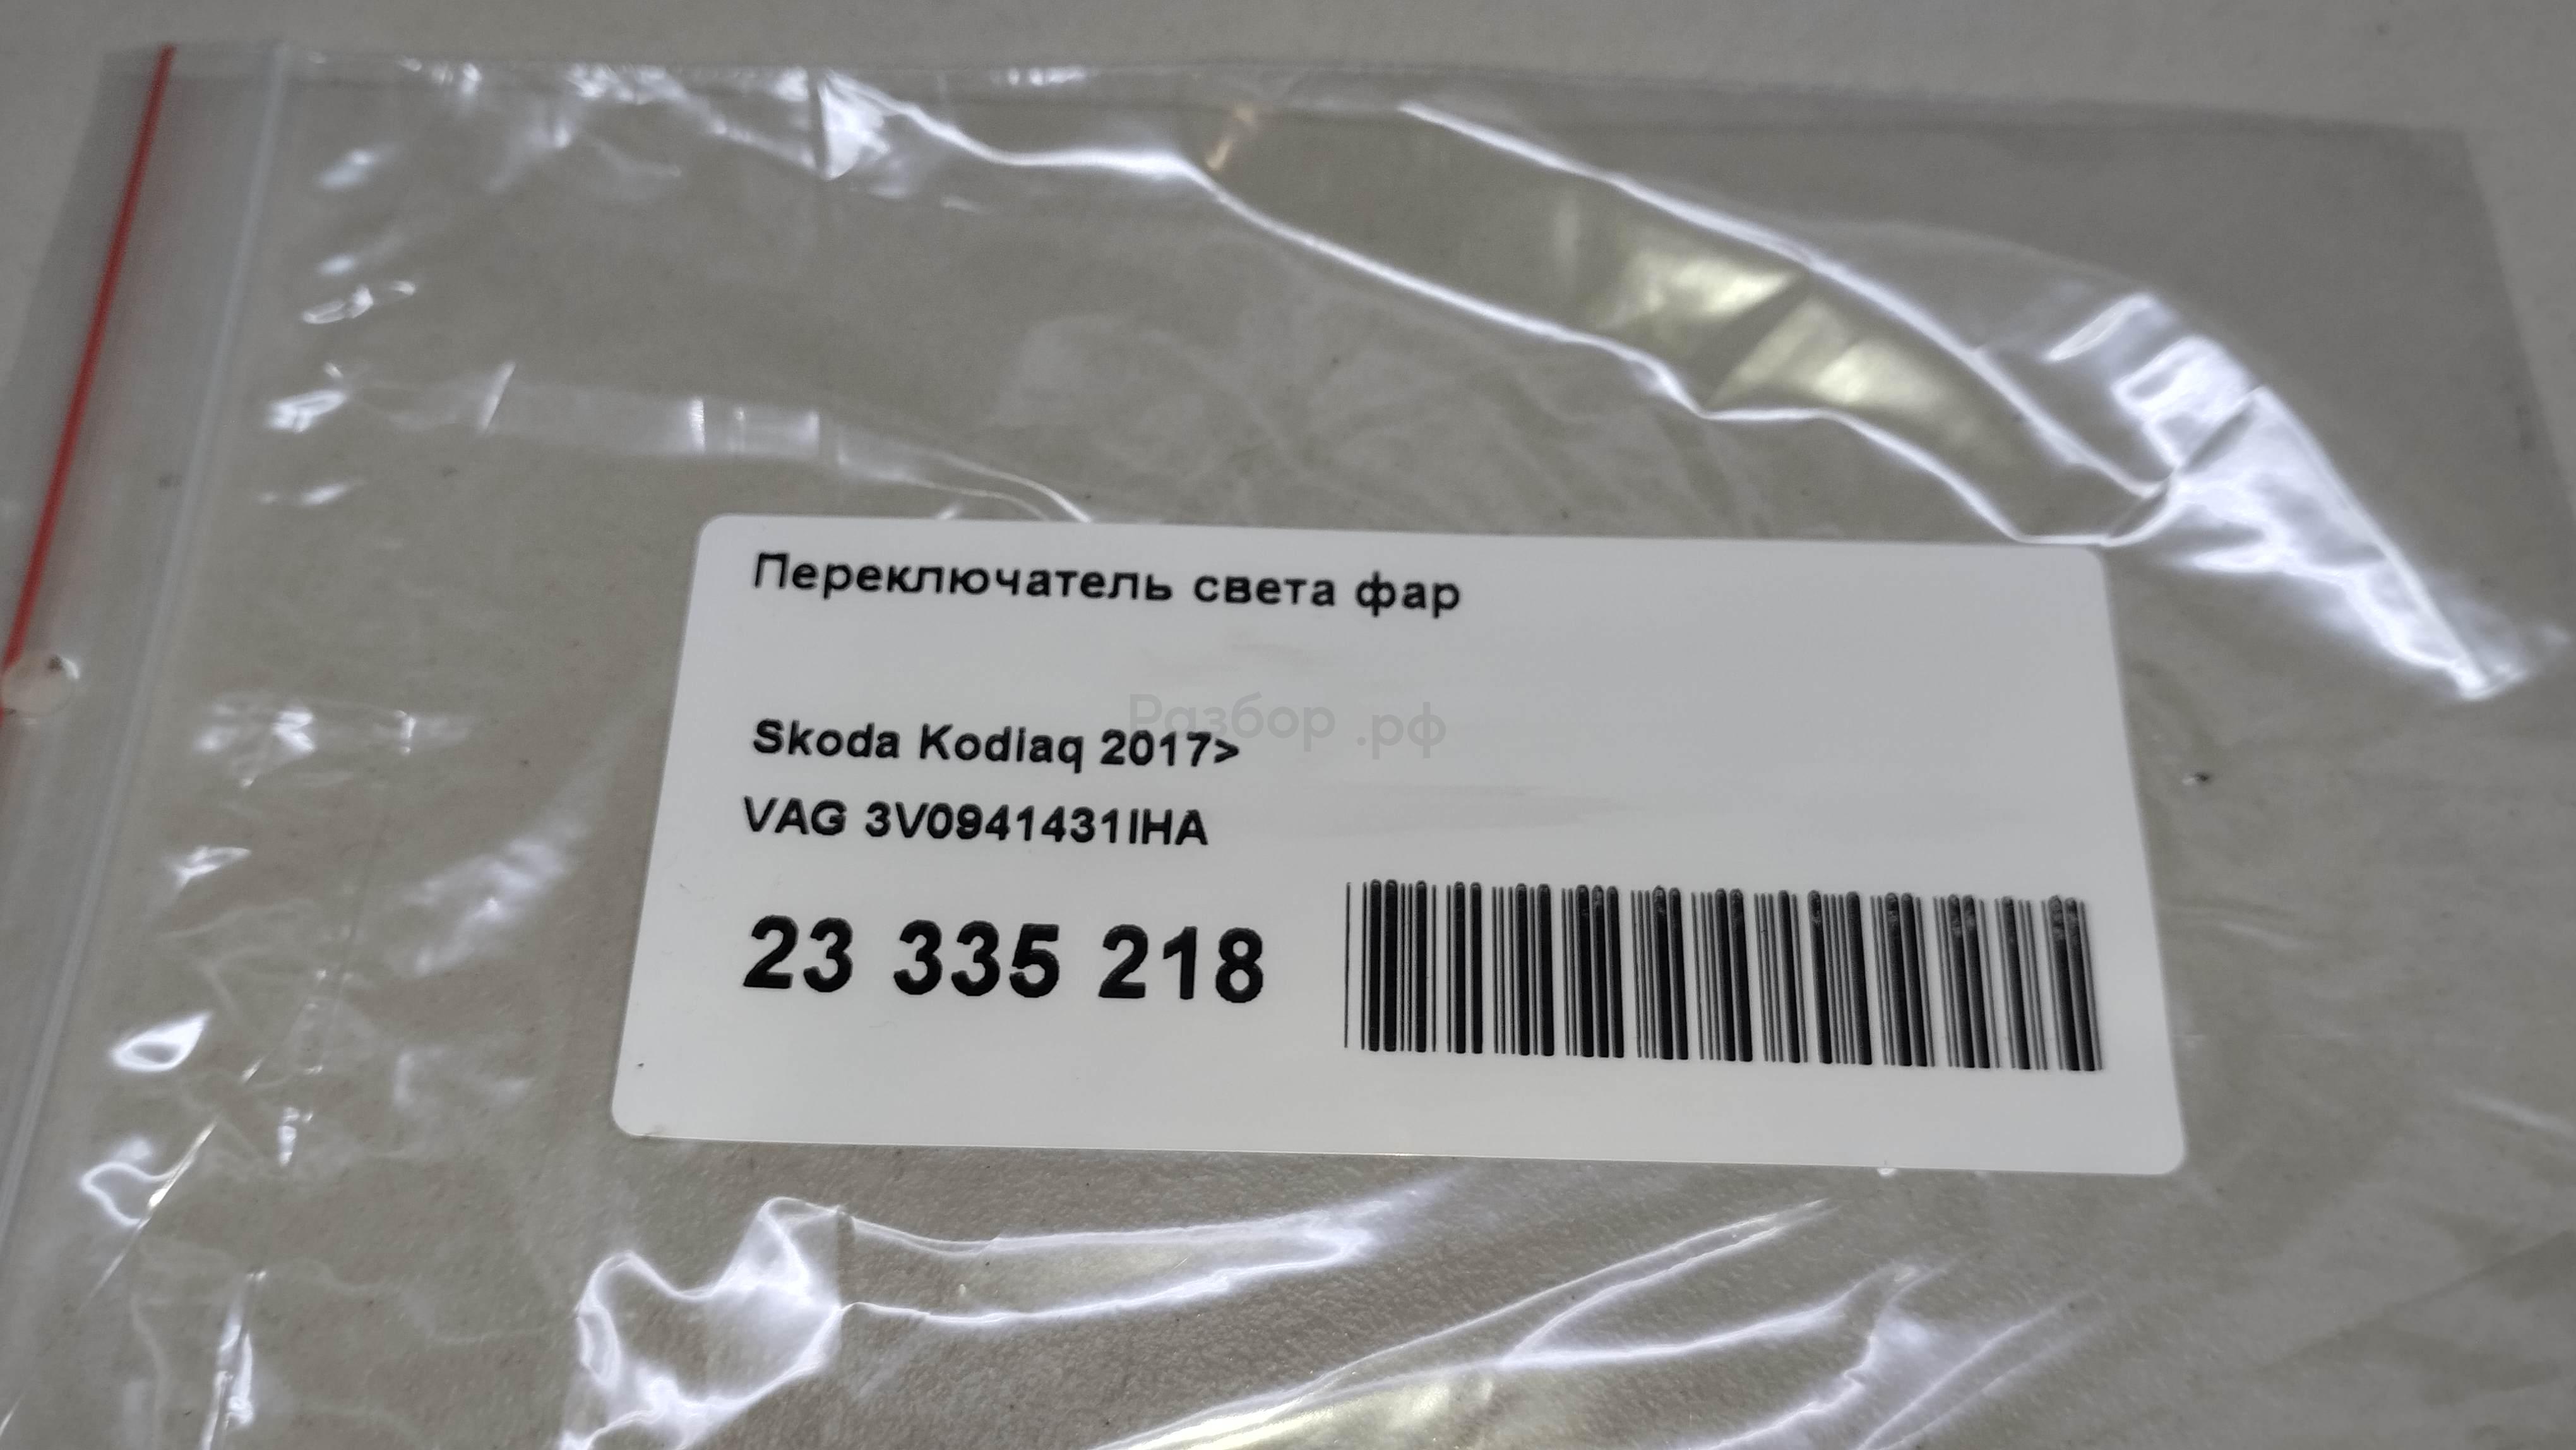 Переключатель света фар
Разбор.рф
Skoda Kodiaq 2017>
VAG 3V0941431IHA
23 335 218